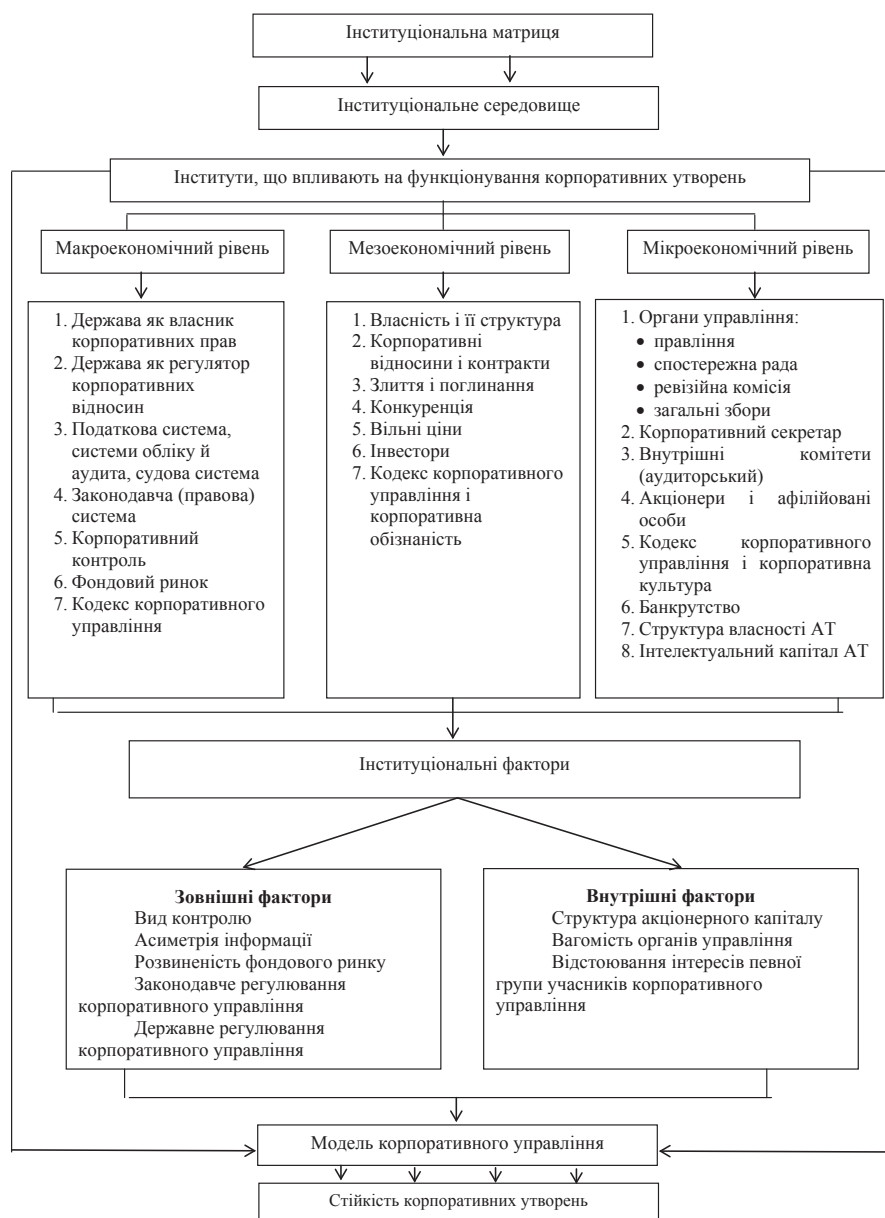 Інституціональна матриця
Інституціональне середовище
Інститути, що впливають на функціонування корпоративних утворень
Макроекономічний рівень
Мезоекономічний рівень
Мікроекономічний рівень
1. Держава як власник
корпоративних прав
2. Держава як регулятор
корпоративних
відносин
3. Податкова система,
системи обліку й
аудита, судова система
4. Законодавча (правова)
система
5. Корпоративний
контроль
6. Фондовий ринок
7. Кодекс корпоративного
управління
1. Власність і її структура
2. Корпоративні
відносини і контракти
3. Злиття і поглинання
4. Конкуренція
5. Вільні ціни
6. Інвестори
7. Кодекс корпоративного
управління і
корпоративна
обізнаність
1. Органи управління:
• правління
• спостережна рада
• ревізійна комісія
• загальні збори
2. Корпоративний секретар
3. Внутрішні комітети
(аудиторський)
4. Акціонери і афілійовані
особи
5. Кодекс корпоративного
управління і корпоративна
культура
6. Банкрутство
7. Структура власності АТ
8. Інтелектуальний капітал АТ
Інституціональні фактори
Зовнішні фактори
Вид контролю
Асиметрія інформації
Розвиненість фондового ринку
Законодавче регулювання
корпоративного управління
Державне регулювання
корпоративного управління
Внутрішні фактори
Структура акціонерного капіталу
Вагомість органів управління
Відстоювання інтересів певної
групи учасників корпоративного
управління
Модель корпоративного управління
Стійкість корпоративних утворень